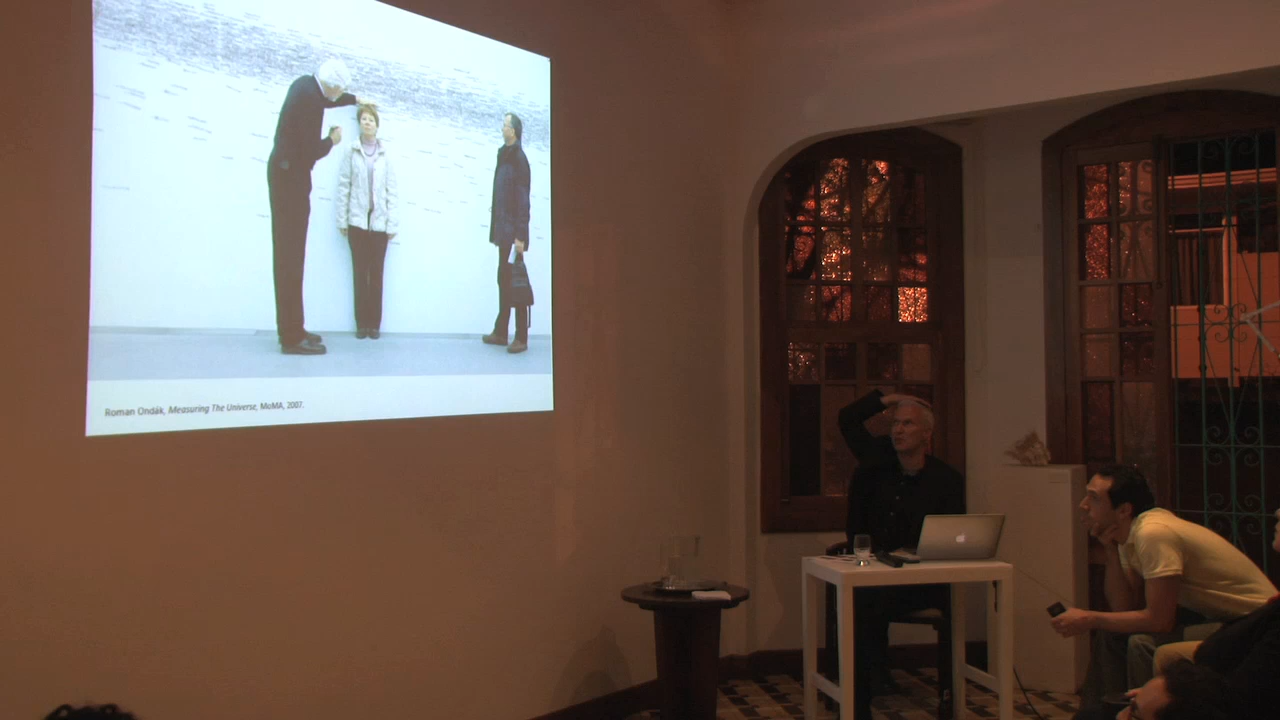 Roman Ondák, Measuring The Universe, MoMA, 2007.